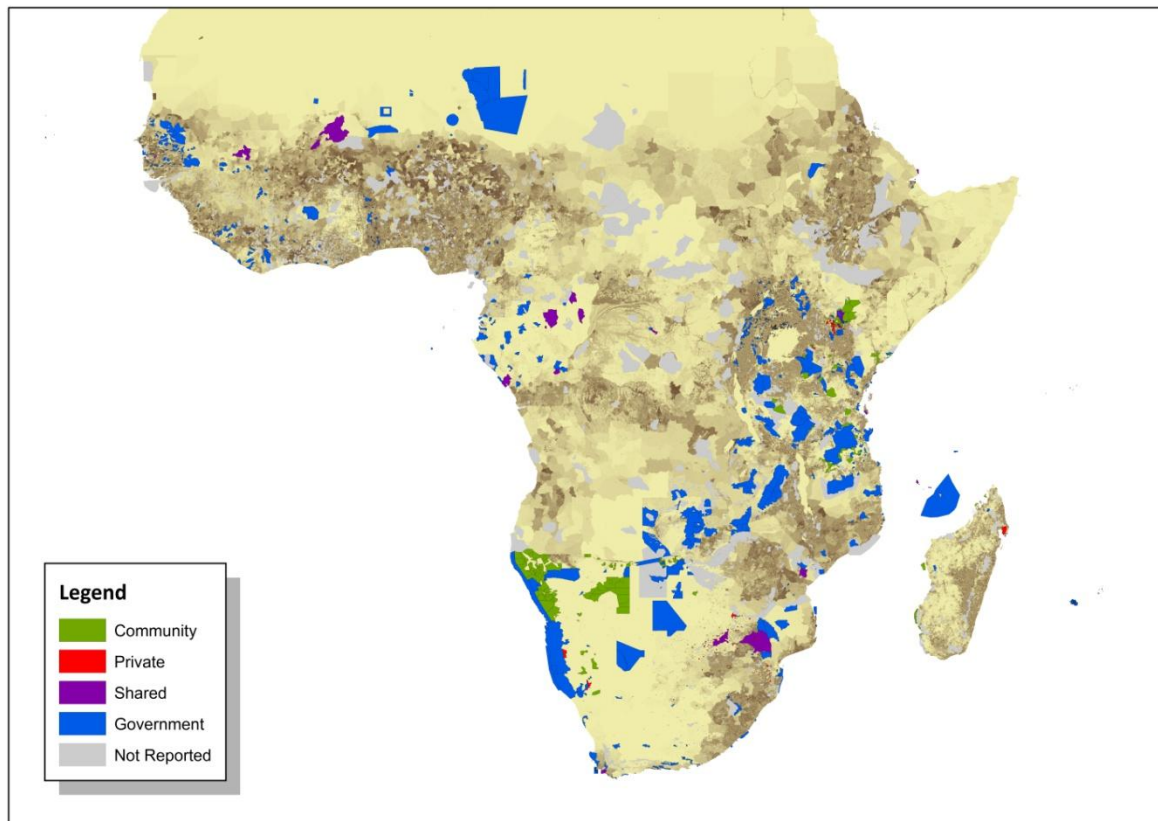 Legend
Community
Private
Shared
Government
Not Reported